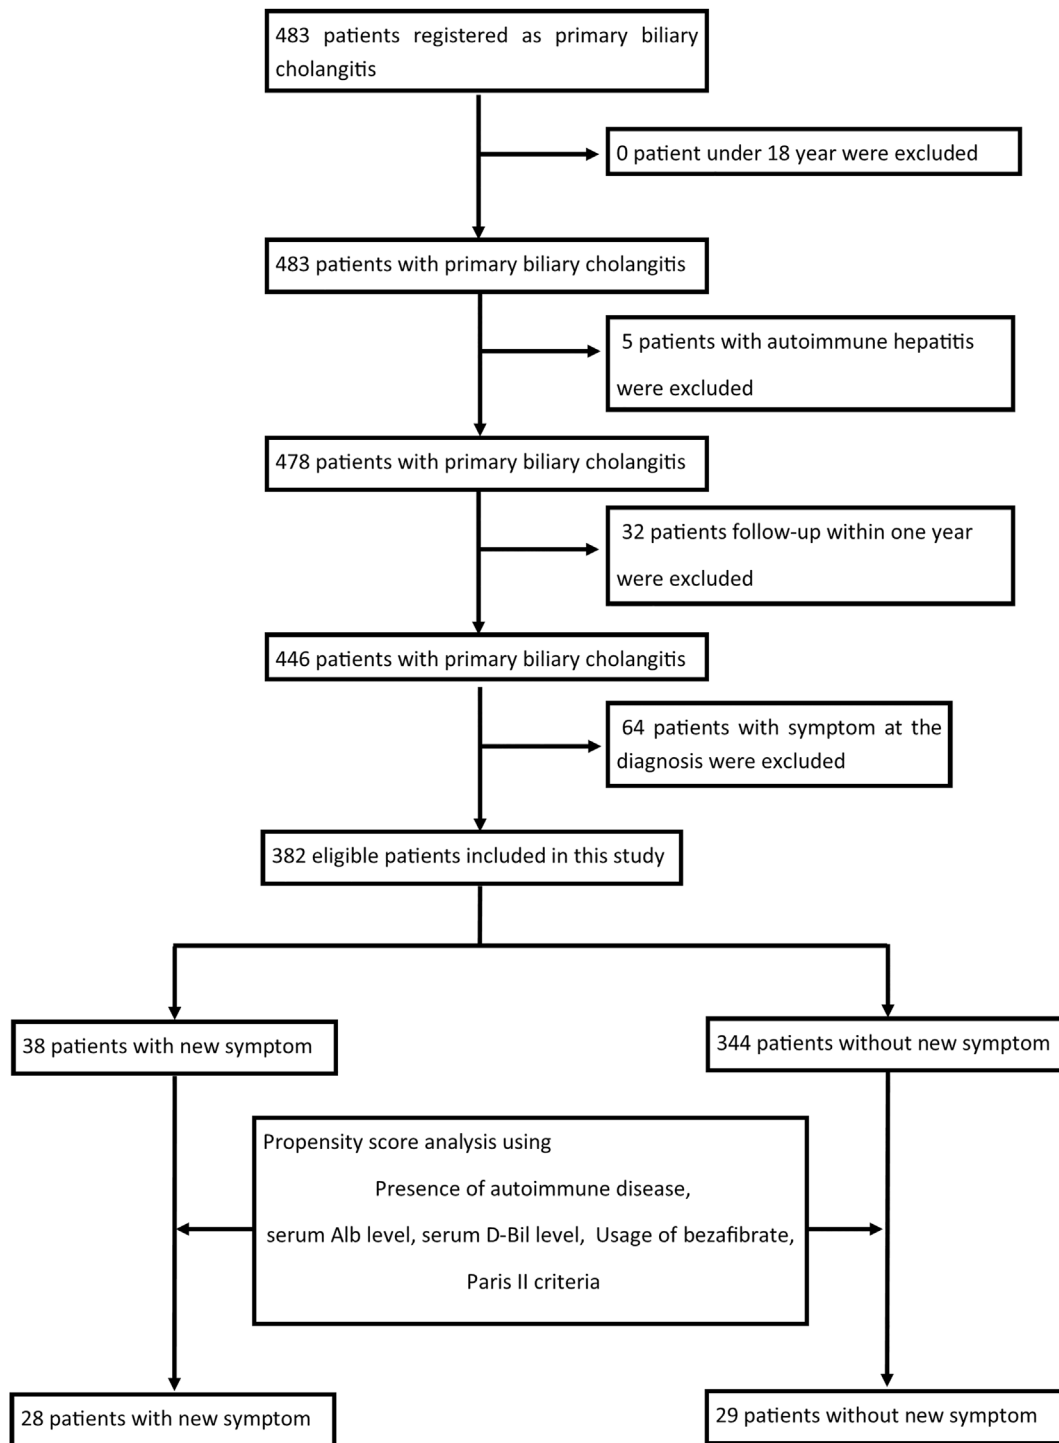 483 patients registered as primary biliary
cholangitis
0 patient under 18 year were excluded
483 patients with primary biliary cholangitis
5 patients with autoimmune hepatitis
were excluded
478 patients with primary biliary cholangitis
32 patients follow-up within one year
were excluded
446 patients with primary biliary cholangitis
64 patients with symptom at the
diagnosis were excluded
382 eligible patients included in this study
38 patients with new symptom
344 patients without new symptom
Propensity score analysis using
Presence of autoimmune disease,
serum Alb level, serum D-Bil level, Usage of bezafibrate,
Paris II criteria
28 patients with new symptom
29 patients without new symptom